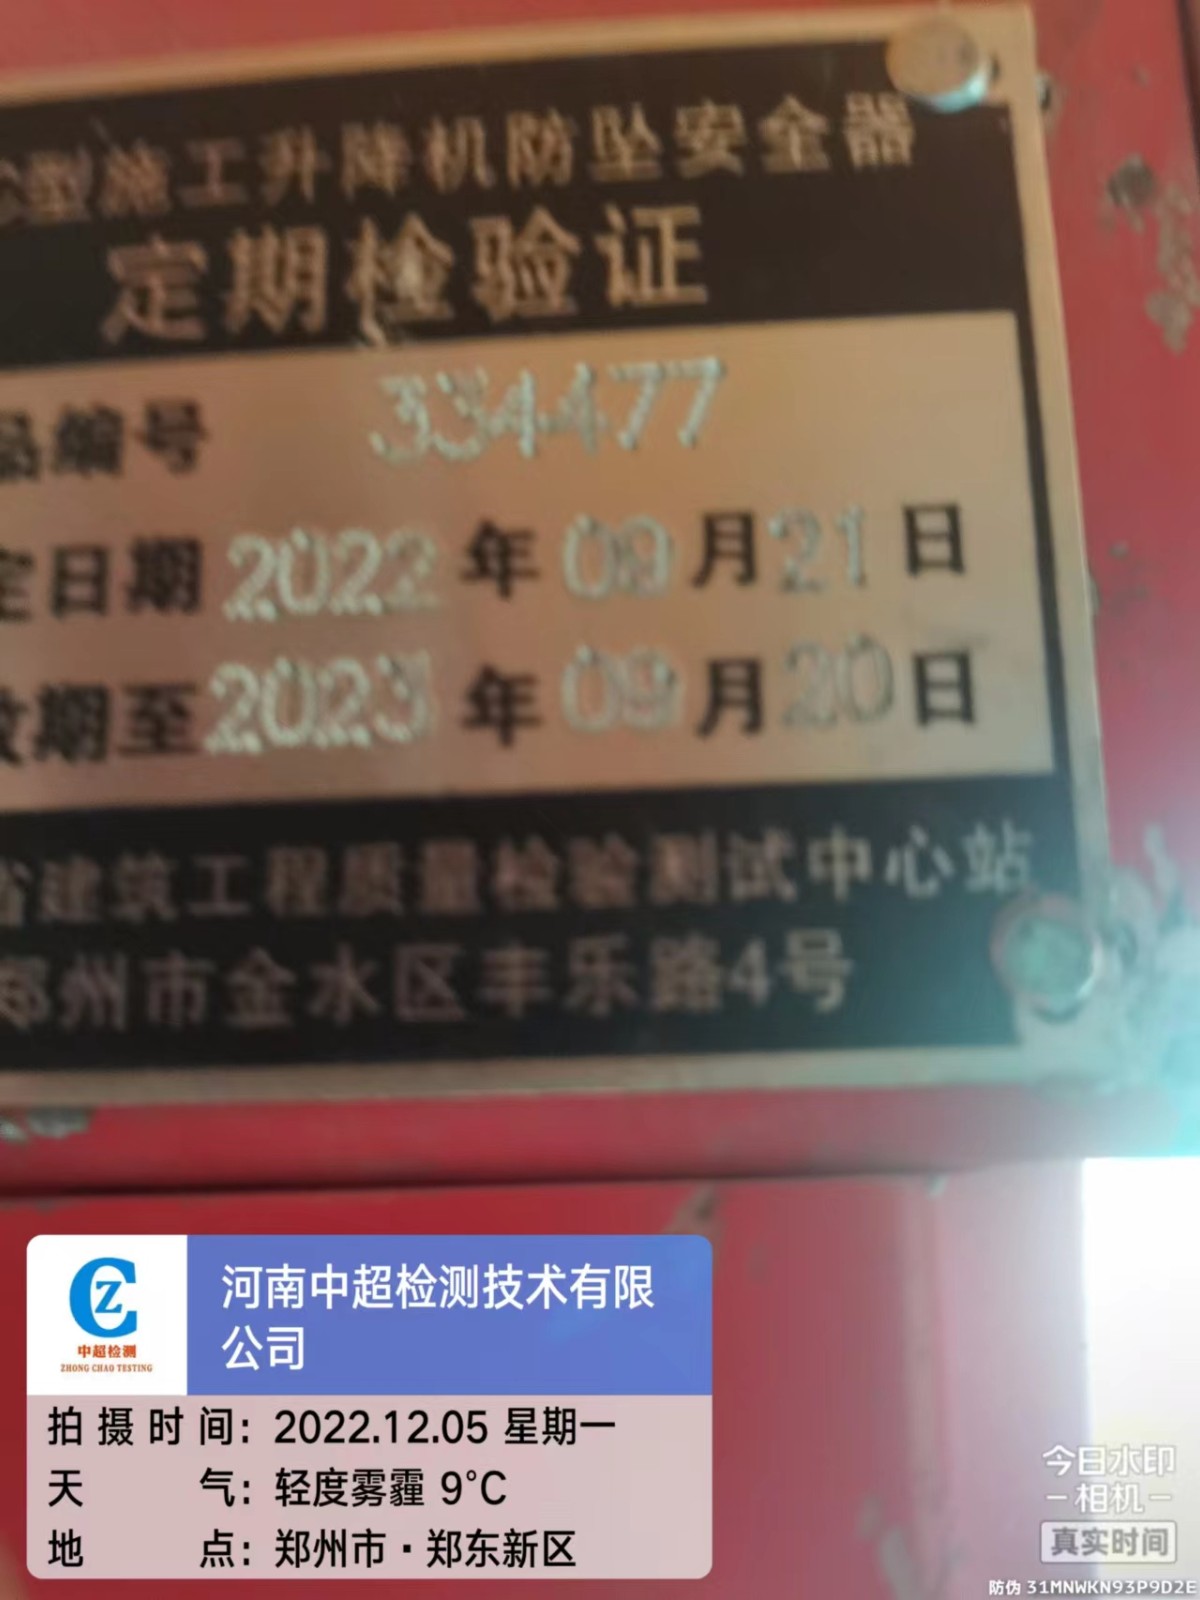 型施工升降机防坠安全器
定期检验证
品编号 334477
定日期 2022 年 09 月 21 日
效期至 2023 年 09 月 20 日
省建筑工程质量检验测试中心站
郑州市金水区丰乐路4号
CZ
中超检测
ZHONG CHAO TESTING
河南中超检测技术有限
公司
拍摄时间：2022.12.05 星期一
天气：轻度雾霾 9℃
地点：郑州市·郑东新区
今日水印
-相机-
真实时间
防伪 31MNWKN93P9D2E